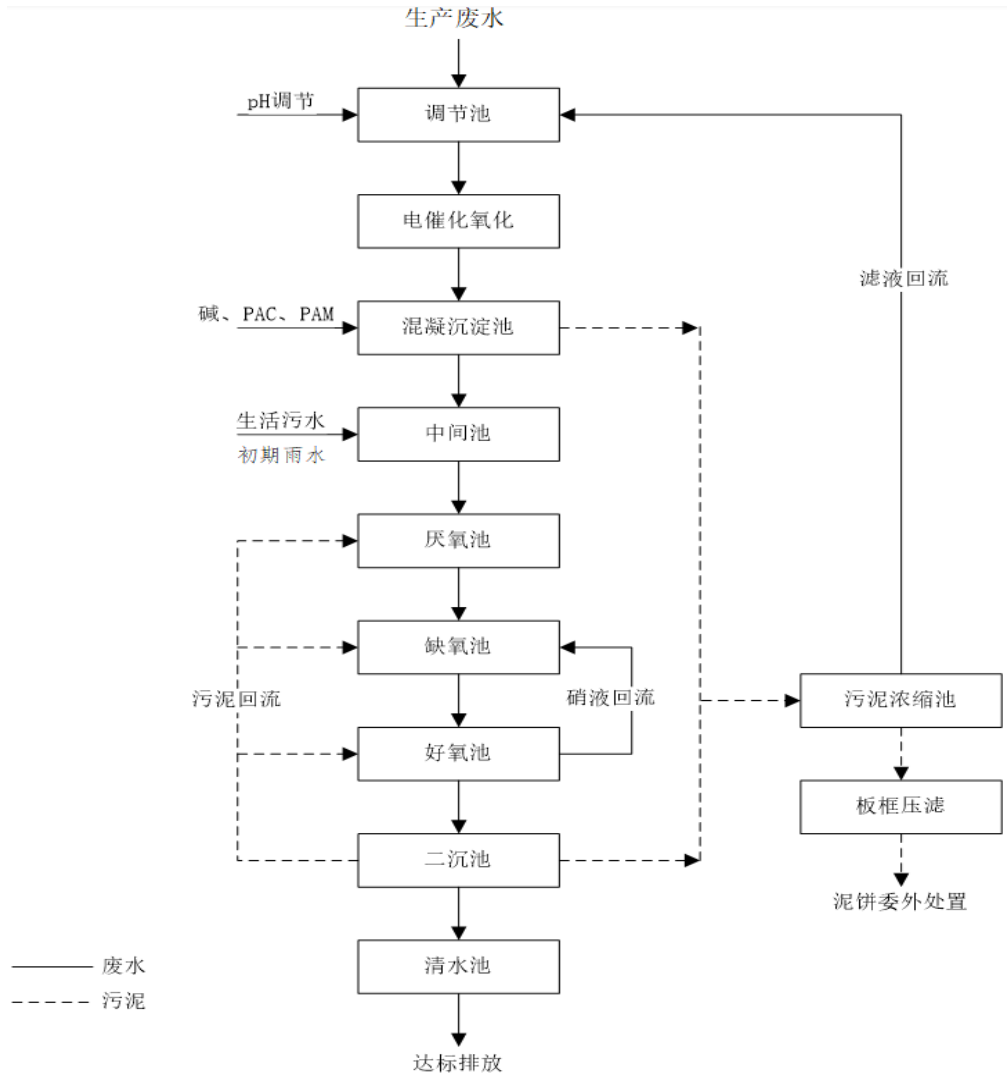 生产废水
pH调节
调节池
电催化氧化
滤液回流
碱、PAC、PAM
混凝沉淀池
生活污水
初期雨水
中间池
厌氧池
缺氧池
污泥回流
硝液回流
污泥浓缩池
好氧池
板框压滤
二沉池
泥饼委外处置
清水池
废水
污泥
达标排放